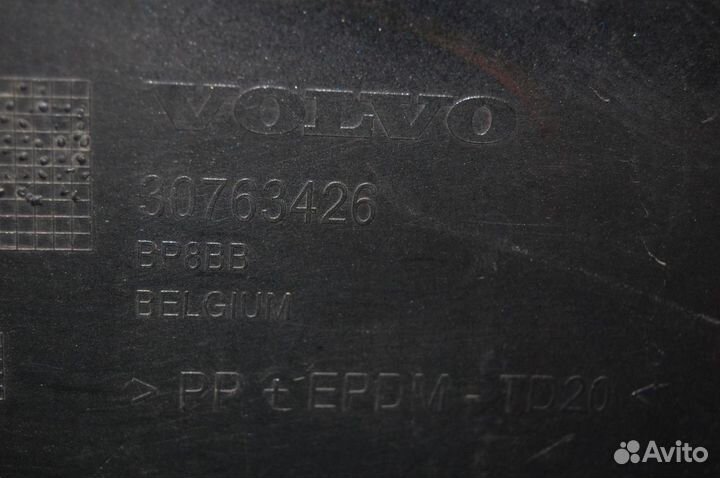 VOLVO
30763426
BP8BB
BELGIUM
> PP + EPDM - TD20 <
Avito